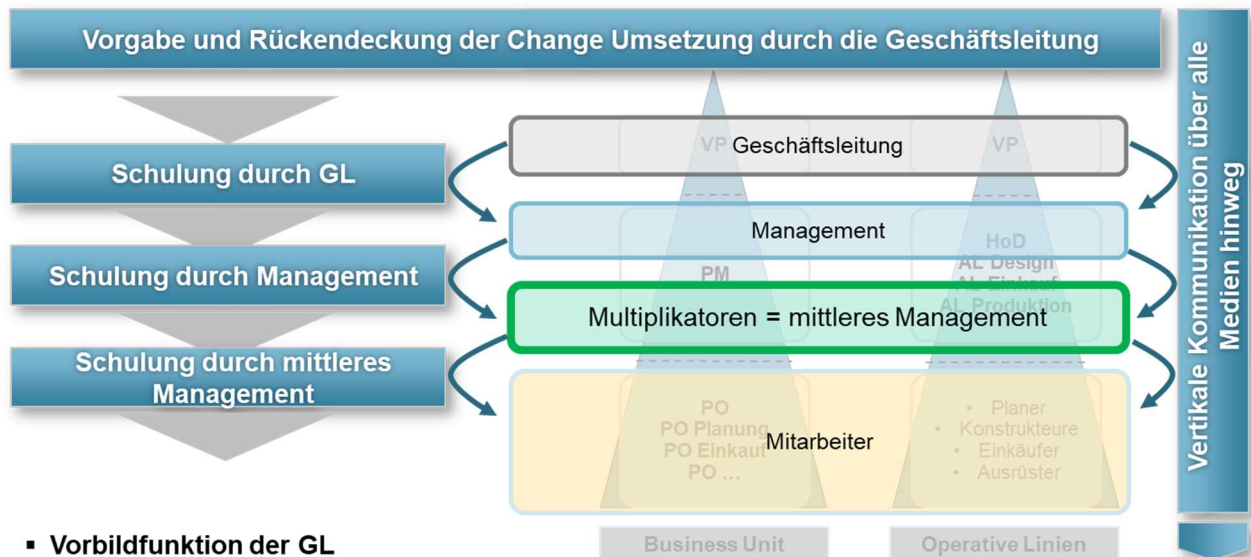 Vorgabe und Rückendeckung der Change Umsetzung durch die Geschäftsleitung
Vertikale Kommunikation über alle
Medien hinweg
Schulung durch GL
Schulung durch Management
Schulung durch mittleres
Management
VP
Geschäftsleitung
VP
Management
HoD
AL Design
PM
AL Einkauf
AL Produktion
Multiplikatoren = mittleres Management
PO
PO Planung
PO Einkauf
PO ...
Mitarbeiter
• Planer
• Konstrukteure
• Einkäufer
• Ausrüster
Business Unit
Operative Linien
▪ Vorbildfunktion der GL